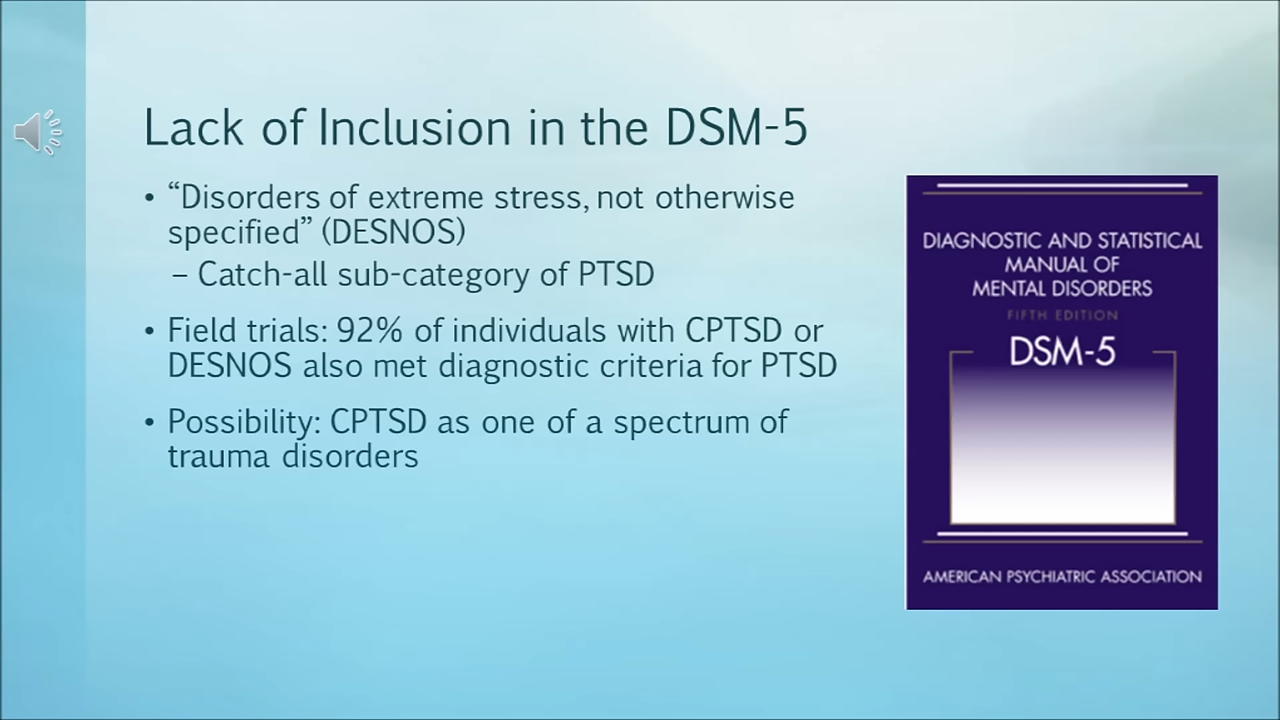 Lack of Inclusion in the DSM-5
• “Disorders of extreme stress, not otherwise
specified” (DESNOS)
– Catch-all sub-category of PTSD
• Field trials: 92% of individuals with CPTSD or
DESNOS also met diagnostic criteria for PTSD
• Possibility: CPTSD as one of a spectrum of
trauma disorders
DIAGNOSTIC AND STATISTICAL
MANUAL OF
MENTAL DISORDERS
FIFTH EDITION
DSM-5
AMERICAN PSYCHIATRIC ASSOCIATION